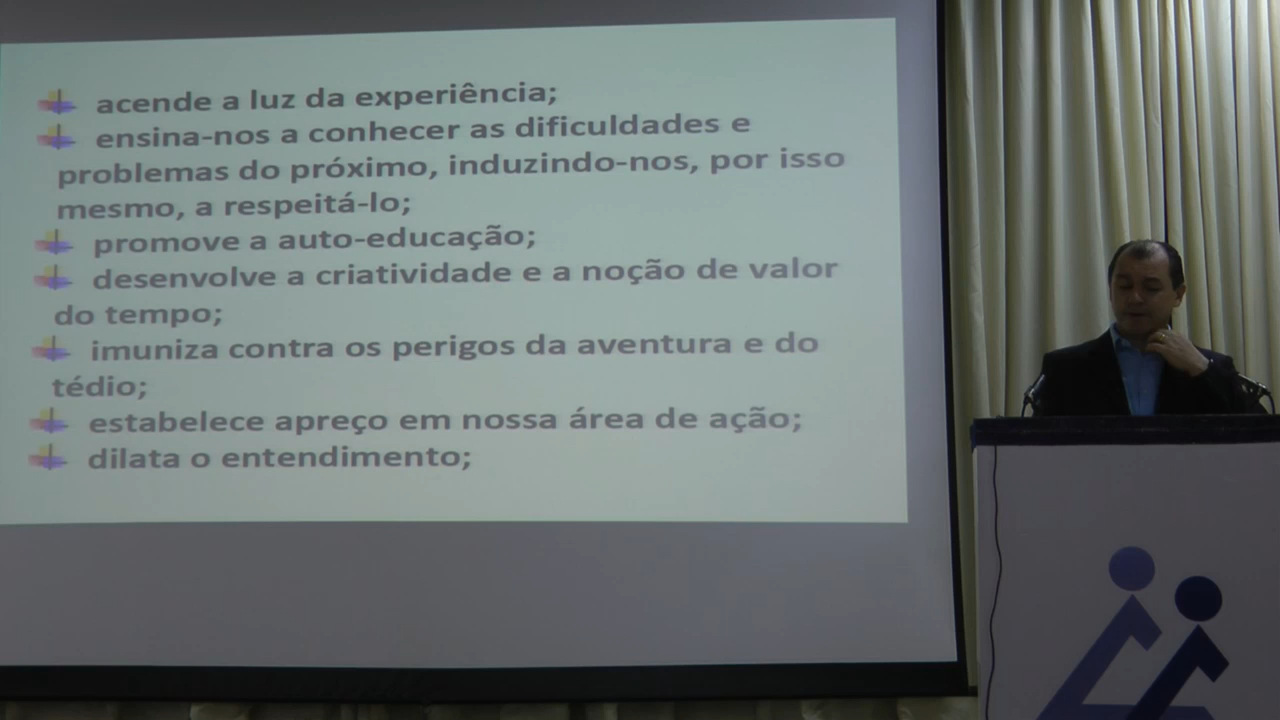 acende a luz da experiência;
ensina-nos a conhecer as dificuldades e
problemas do próximo, induzindo-nos, por isso
mesmo, a respeitá-lo;
promove a auto-educação;
desenvolve a criatividade e a noção de valor
do tempo;
imuniza contra os perigos da aventura e do
tédio;
estabelece apreço em nossa área de ação;
dilata o entendimento;